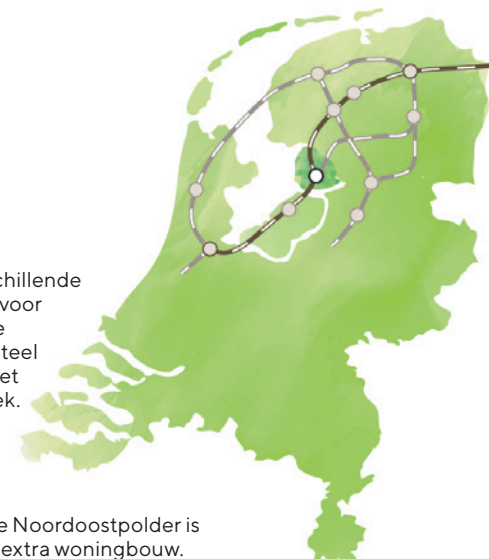 chillende
voor
e
teel
et
ek.
e Noordoostpolder is
extra woningbouw.